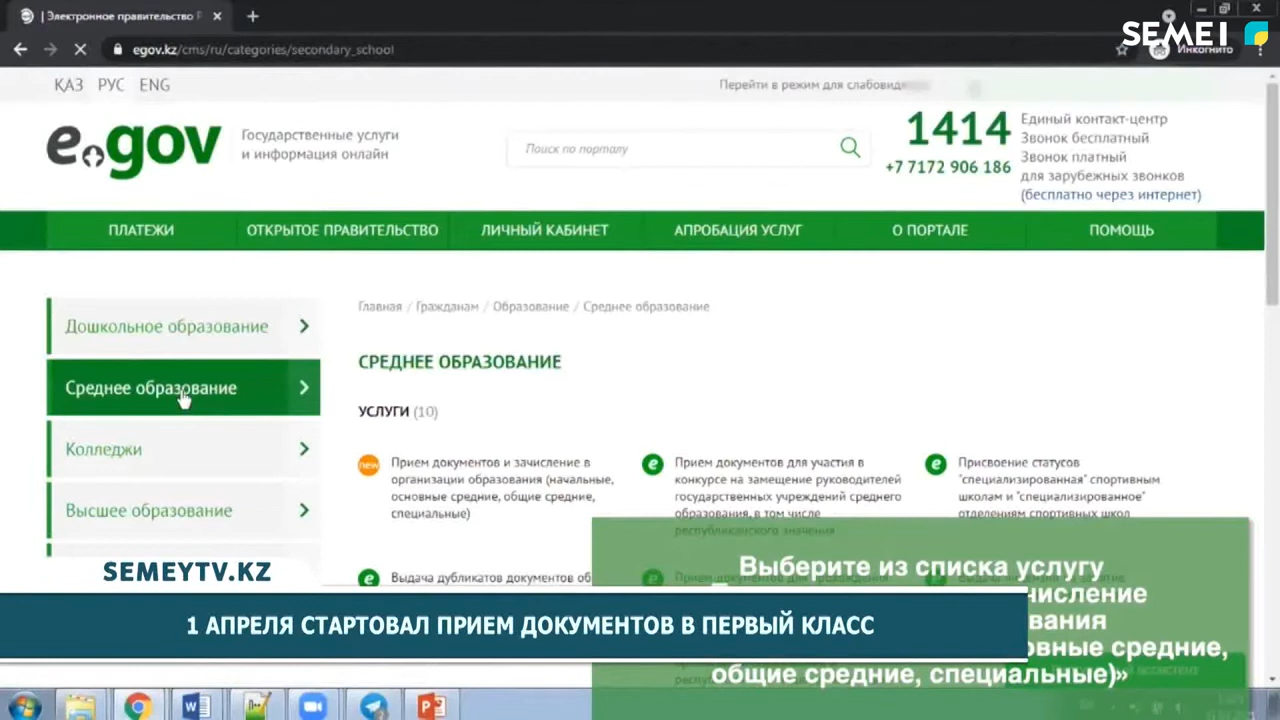 | Электронное правительство
SEMEI
egov.kz/cms/ru/categories/secondary_school
Инкогнито
ҚАЗ РУС ENG
Перейти в режим для
egov
Государственные услуги
и информация онлайн
Поиск по порталу
1414
+7 7172 906 186
Единый контакт-центр
Звонок бесплатный
Звонок платный
для зарубежных звонков
(бесплатно через интернет)
ПЛАТЕЖИ
ОТКРЫТОЕ ПРАВИТЕЛЬСТВО
ЛИЧНЫЙ КАБИНЕТ
АПРОБАЦИЯ УСЛУГ
О ПОРТАЛЕ
ПОМОЩЬ
Дошкольное образование
Среднее образование
Колледжи
Высшее образование
Главная / Гражданам / Образование / Среднее образование
СРЕДНЕЕ ОБРАЗОВАНИЕ
УСЛУГИ (10)
new
Прием документов и зачисление в
организации образования (начальные,
основные средние, общие средние,
специальные)
Прием документов для участия в
конкурсе на замещение руководителей
государственных учреждений среднего
образования, в том числе
республиканского значения
Присвоение статусов
"специализированная" спортивным
школам и "специализированное"
отделениям спортивных школ
Выдача дубликатов документов об
Выберите из списка услугу
числение
вания
овные средние,
общие средние, специальные)»
SEMEYTV.KZ
1 АПРЕЛЯ СТАРТОВАЛ ПРИЕМ ДОКУМЕНТОВ В ПЕРВЫЙ КЛАСС